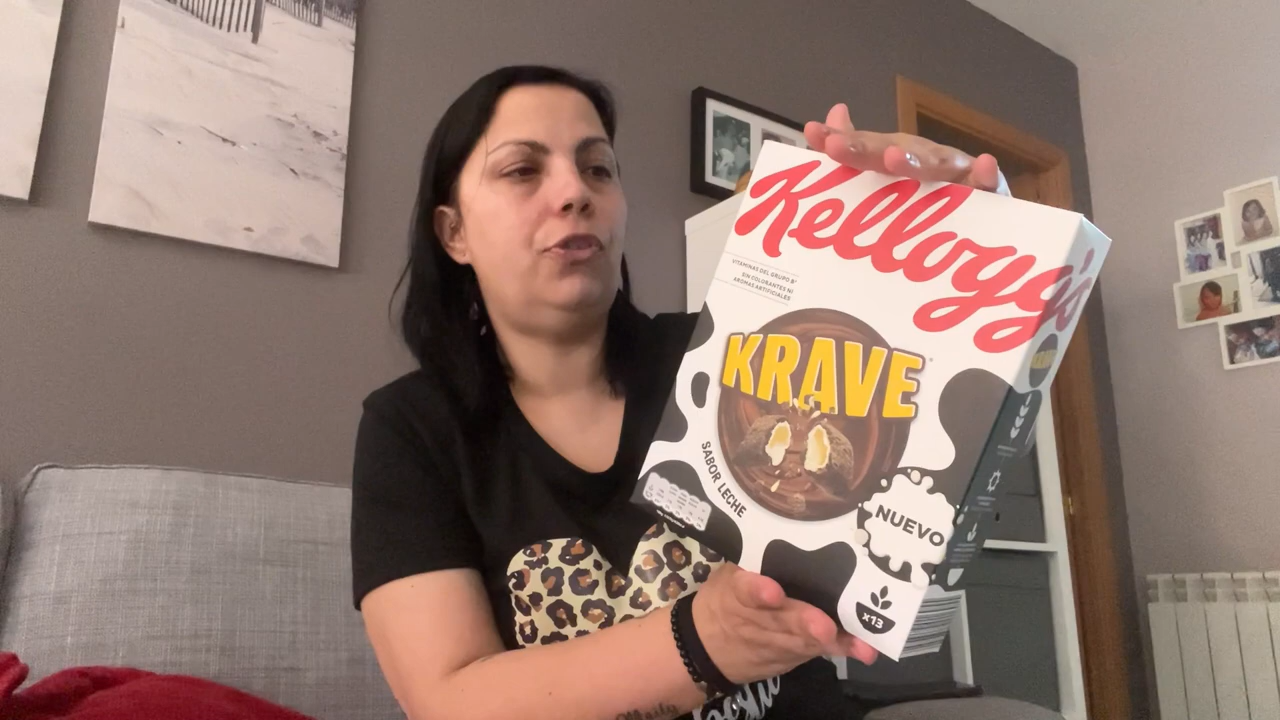 Kellogg's
VITAMINAS DEL GRUPO B
SIN COLORANTES NI
AROMAS ARTIFICIALES
KRAVE
SABOR LECHE
NUEVO
x13